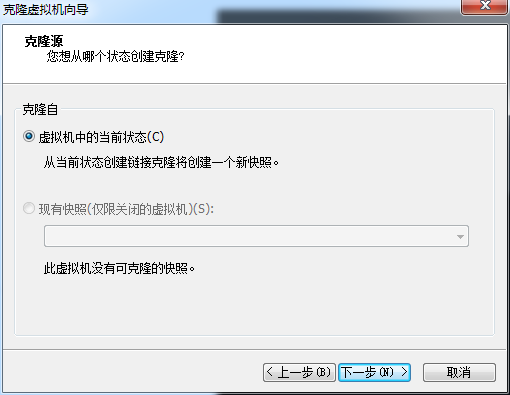 克隆虚拟机向导
克隆源
您想从哪个状态创建克隆?
克隆自
虚拟机中的当前状态(C)
从当前状态创建链接克隆将创建一个新快照。
现有快照(仅限关闭的虚拟机)(S):
此虚拟机没有可克隆的快照。
< 上一步(B) 下一步(N) > 取消